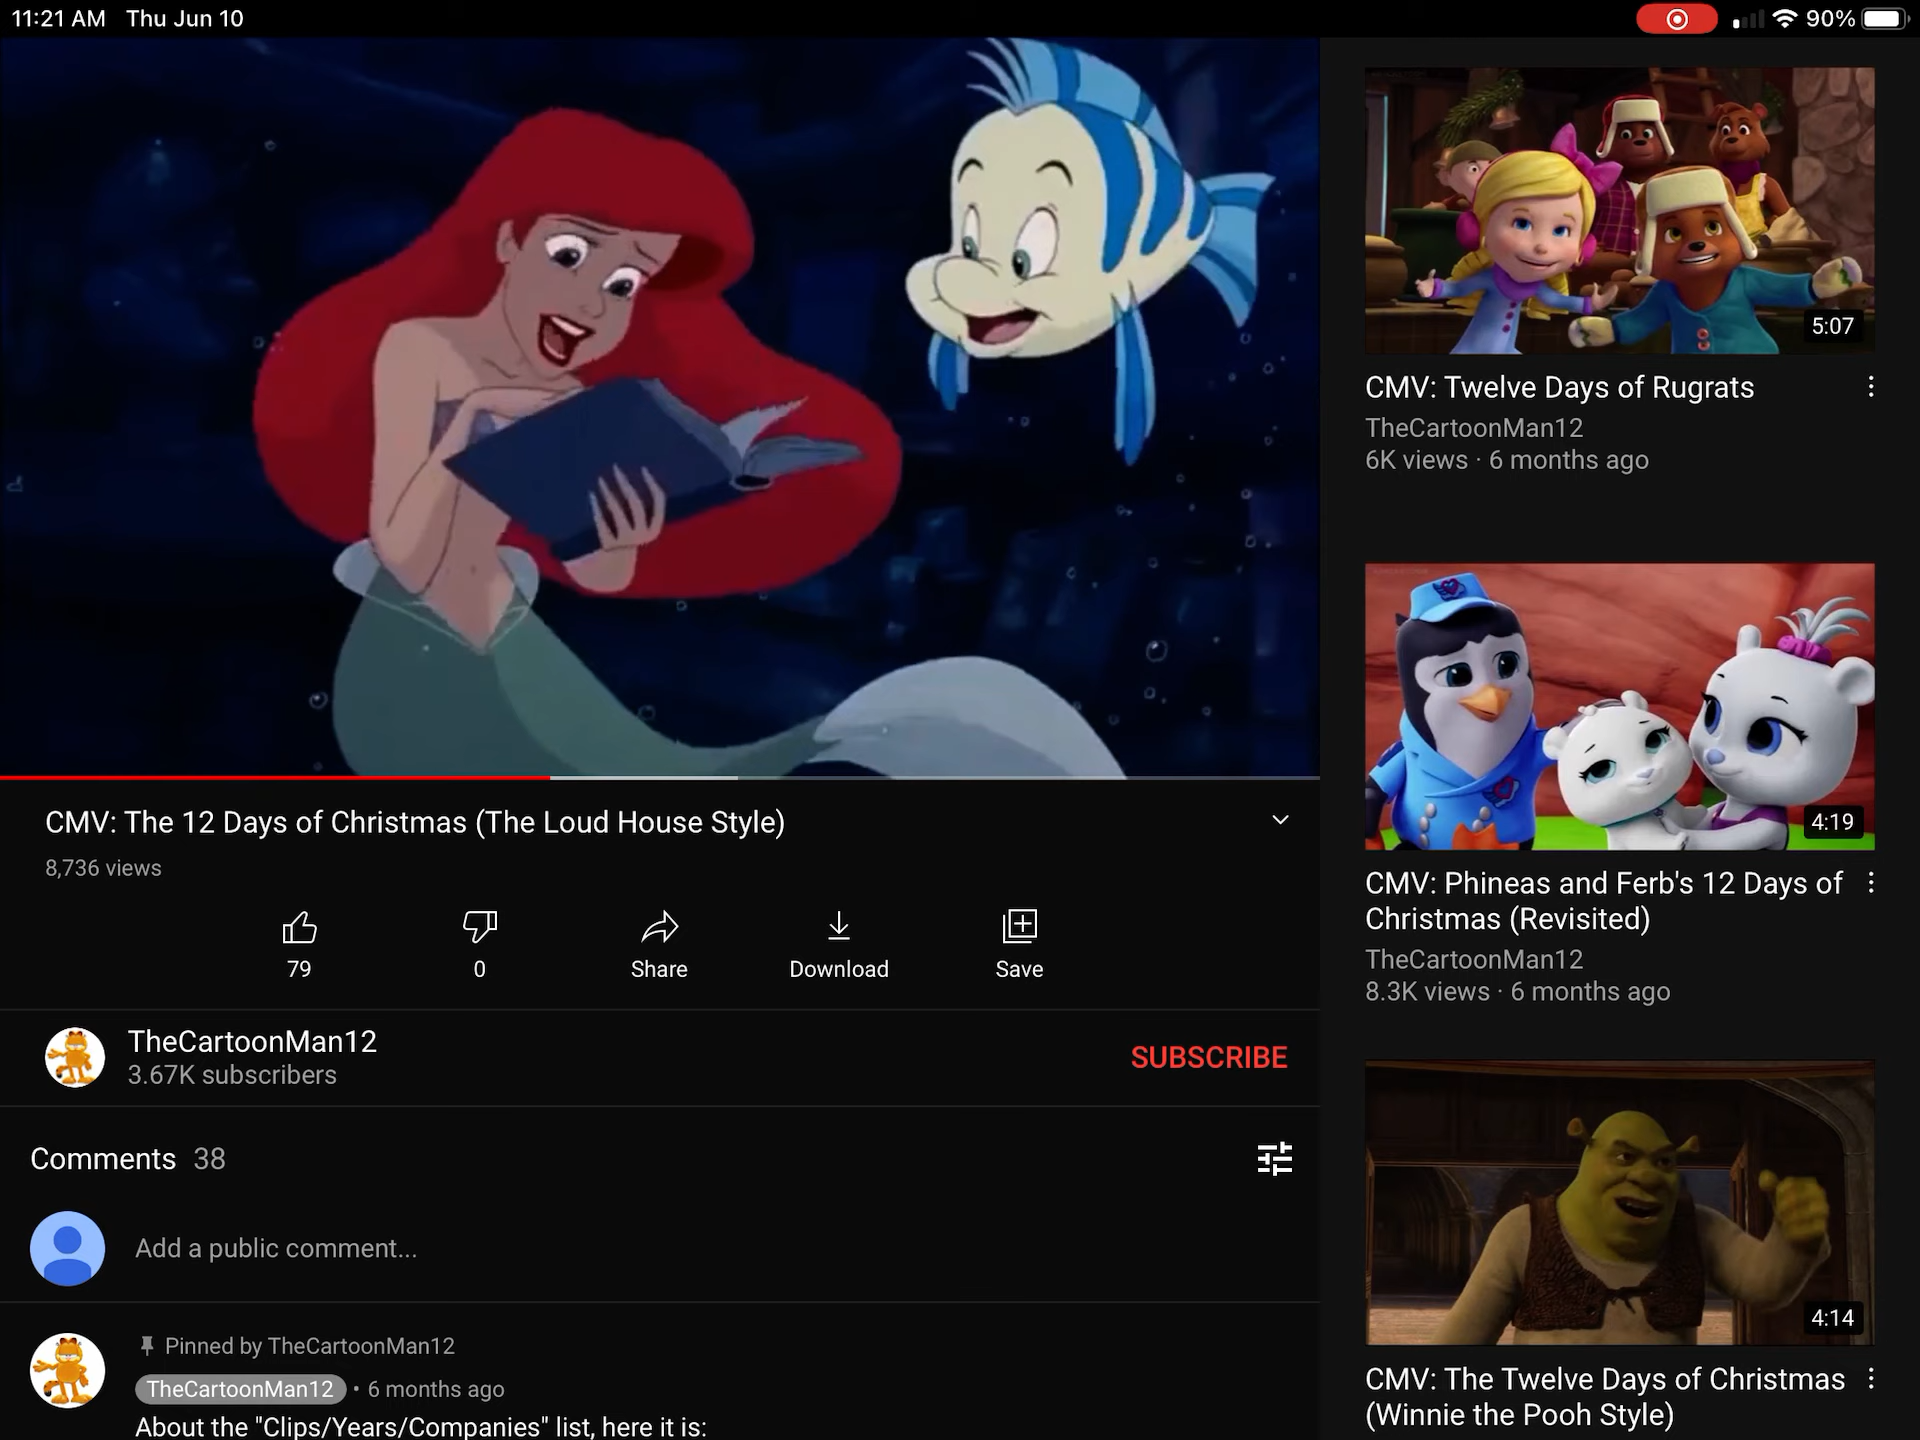 11:21 AM Thu Jun 10
90%
5:07
CMV: Twelve Days of Rugrats
TheCartoonMan12
6K views · 6 months ago
4:19
CMV: Phineas and Ferb's 12 Days of
Christmas (Revisited)
TheCartoonMan12
8.3K views · 6 months ago
4:14
CMV: The Twelve Days of Christmas
(Winnie the Pooh Style)
CMV: The 12 Days of Christmas (The Loud House Style)
8,736 views
79
0
Share
Download
Save
TheCartoonMan12
3.67K subscribers
SUBSCRIBE
Comments 38
Add a public comment...
Pinned by TheCartoonMan12
TheCartoonMan12 • 6 months ago
About the "Clips/Years/Companies" list, here it is: